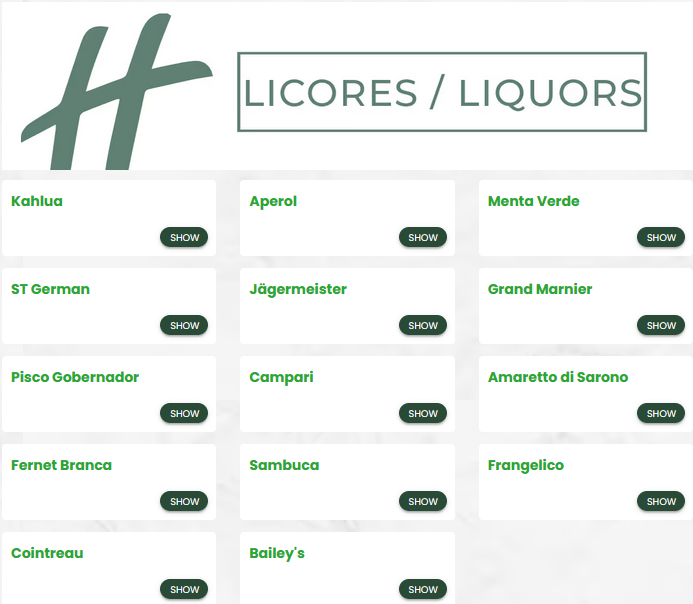 H
LICORES / LIQUORS
Kahlua
SHOW
Aperol
SHOW
Menta Verde
SHOW
ST German
SHOW
Jägermeister
SHOW
Grand Marnier
SHOW
Pisco Gobernador
SHOW
Campari
SHOW
Amaretto di Sarono
SHOW
Fernet Branca
SHOW
Sambuca
SHOW
Frangelico
SHOW
Cointreau
SHOW
Bailey's
SHOW